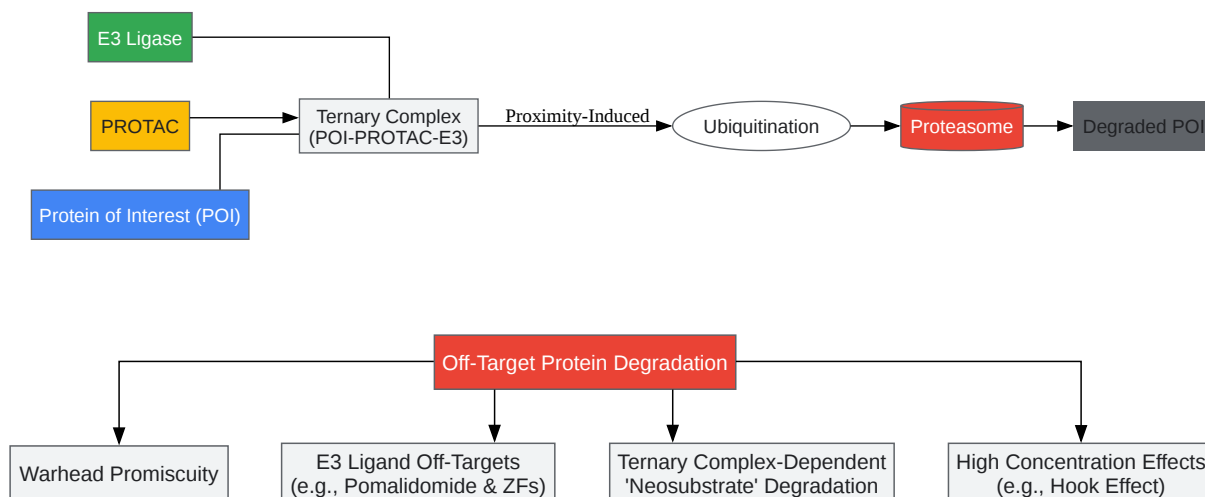 E3 Ligase
PROTAC
Protein of Interest (POI)
Ternary Complex
(POI-PROTAC-E3)
Proximity-Induced
Ubiquitination
Proteasome
Degraded POI
Off-Target Protein Degradation
Warhead Promiscuity
E3 Ligand Off-Targets
(e.g., Pomalidomide & ZFs)
Ternary Complex-Dependent
'Neosubstrate' Degradation
High Concentration Effects
(e.g., Hook Effect)